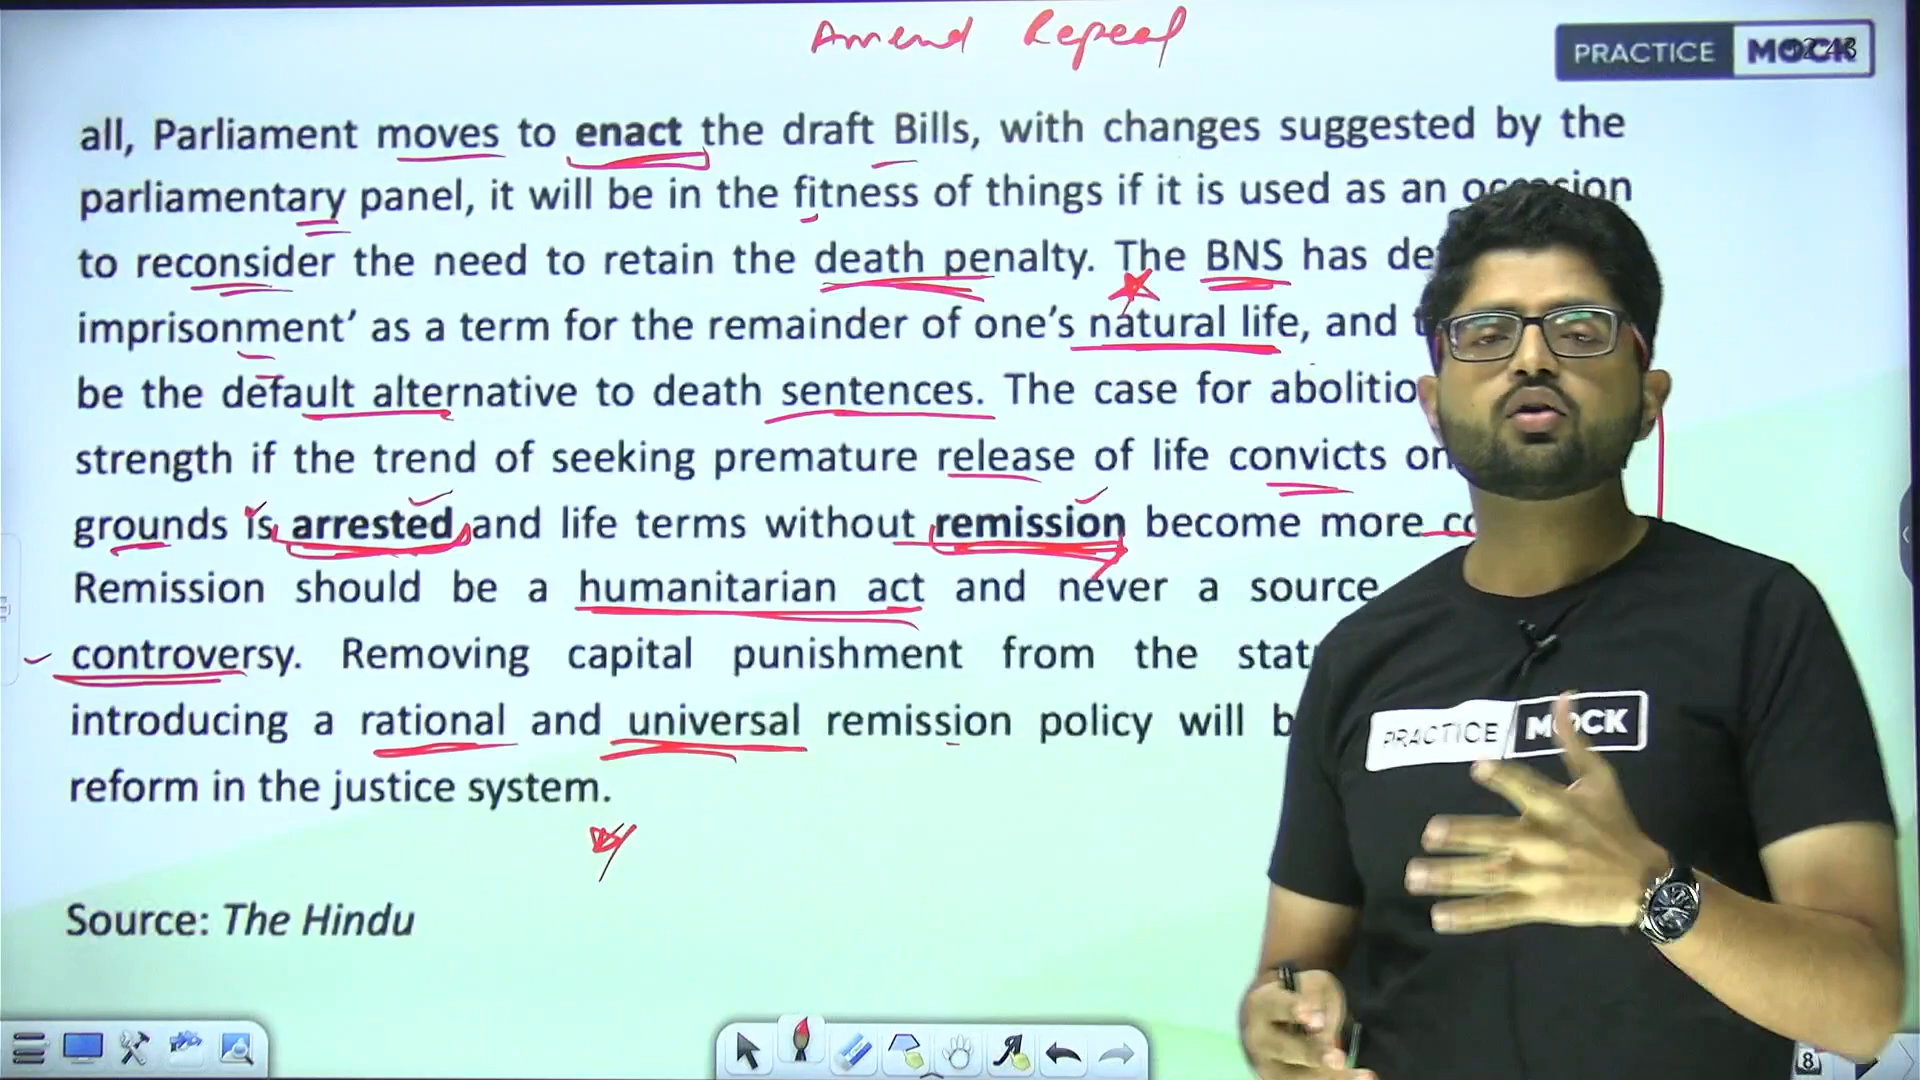 Amend Repeal
PRACTICE MOCK
all, Parliament moves to enact the draft Bills, with changes suggested by the
parliamentary panel, it will be in the fitness of things if it is used as an occasion
to reconsider the need to retain the death penalty. The BNS has
imprisonment’ as a term for the remainder of one’s natural life, and
be the default alternative to death sentences. The case for
strength if the trend of seeking premature release of life convicts
grounds is arrested and life terms without remission become more
Remission should be a humanitarian act and never a source
controversy. Removing capital punishment from the
introducing a rational and universal remission policy will
reform in the justice system.
Source: The Hindu
PRACTICE MOCK
8